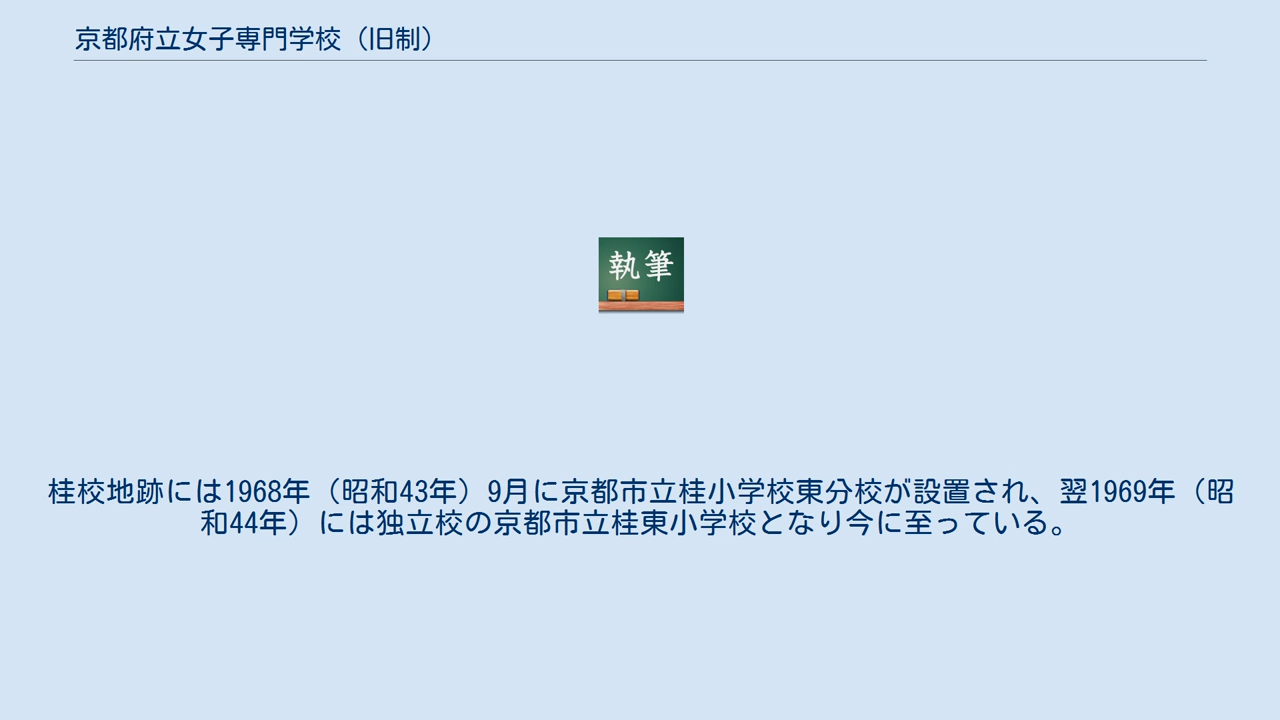 京都府立女子専門学校（旧制）
執筆
桂校地跡には1968年（昭和43年）9月に京都市立桂小学校東分校が設置され、翌1969年（昭
和44年）には独立校の京都市立桂東小学校となり今に至っている。